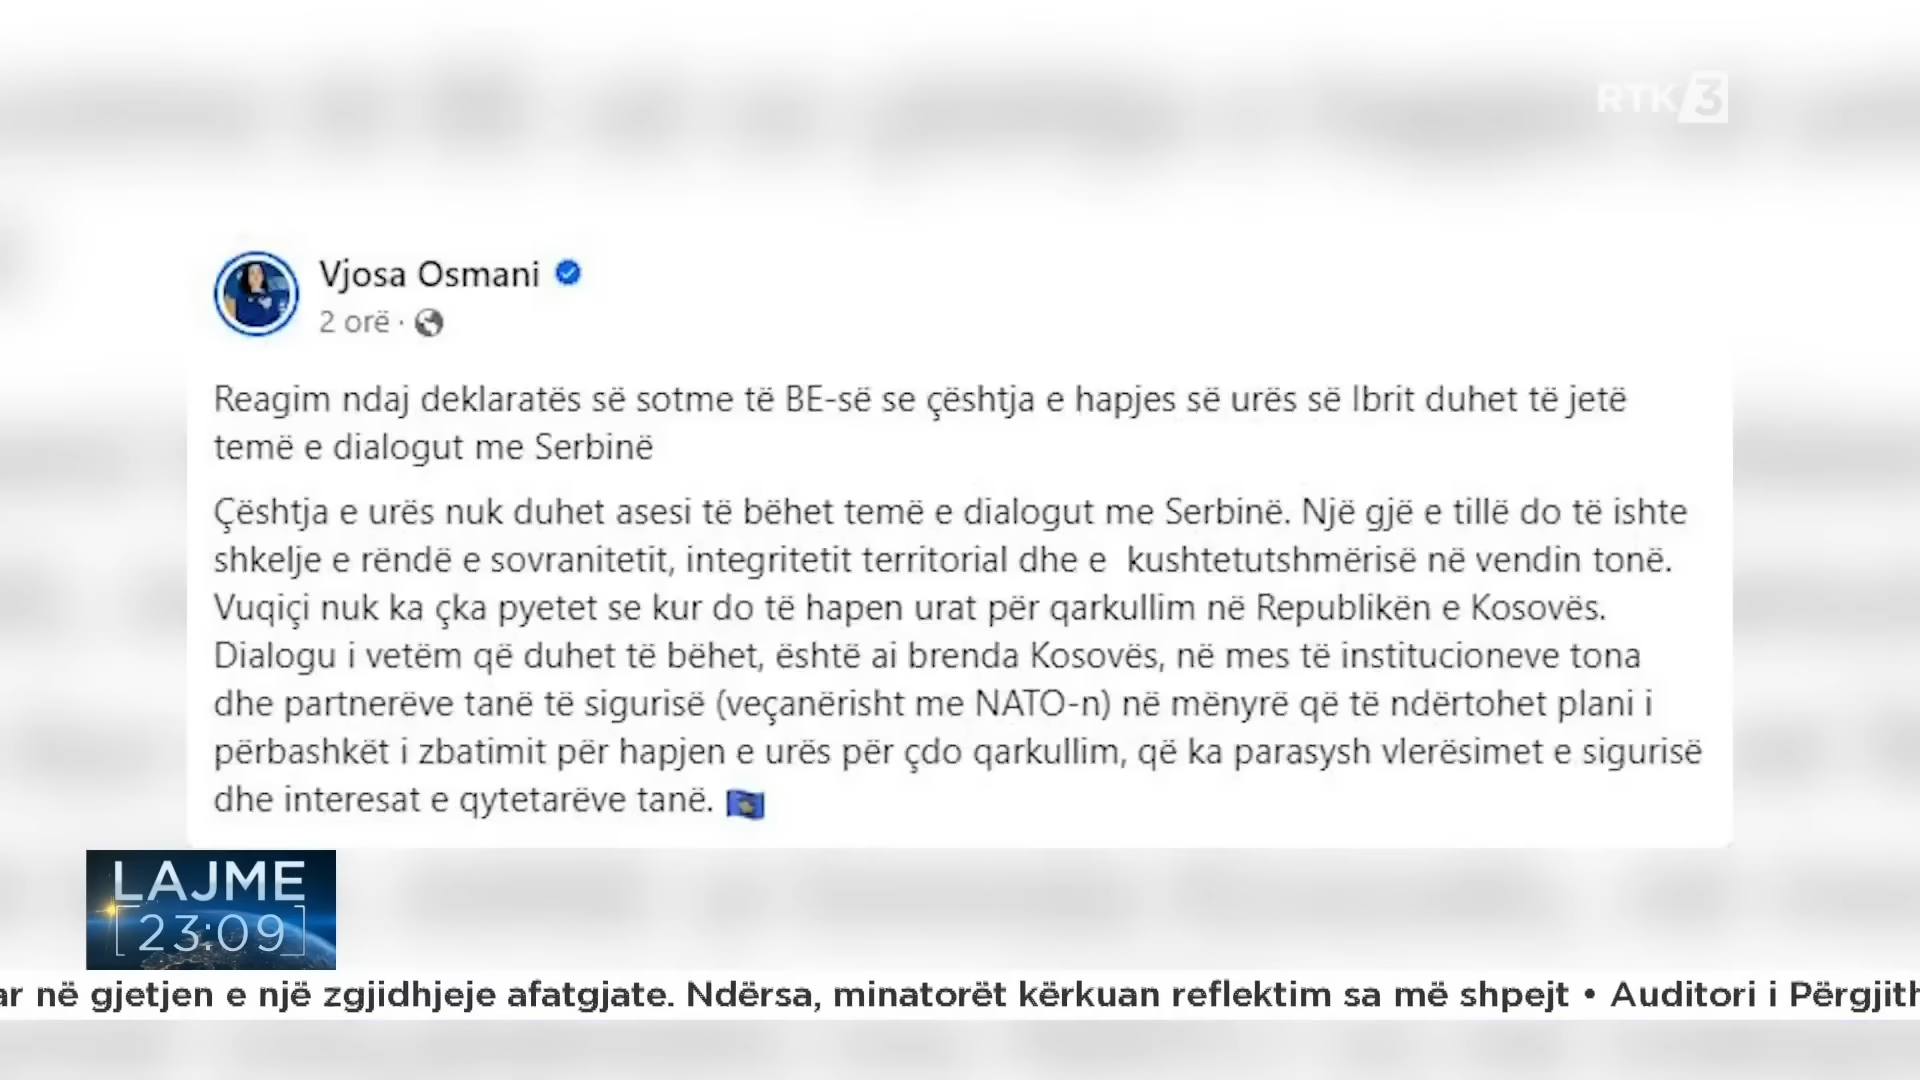 RTK 3
Vjosa Osmani
2 orë ·
Reagim ndaj deklaratës së sotme të BE-së se çështja e hapjes së urës së Ibrit duhet të jetë
temë e dialogut me Serbinë
Çështja e urës nuk duhet asesi të bëhet temë e dialogut me Serbinë. Një gjë e tillë do të ishte
shkelje e rëndë e sovranitetit, integritetit territorial dhe e kushtetutshmërisë në vendin tonë.
Vuqiçi nuk ka çka pyetet se kur do të hapen urat për qarkullim në Republikën e Kosovës.
Dialogu i vetëm që duhet të bëhet, është ai brenda Kosovës, në mes të institucioneve tona
dhe partnerëve tanë të sigurisë (veçanërisht me NATO-n) në mënyrë që të ndërtohet plani i
përbashkët i zbatimit për hapjen e urës për çdo qarkullim, që ka parasysh vlerësimet e sigurisë
dhe interesat e qytetarëve tanë.
LAJME
23:09
ar në gjetjen e një zgjidhjeje afatgjate. Ndërsa, minatorët kërkuan reflektim sa më shpejt • Auditori i Përgjith